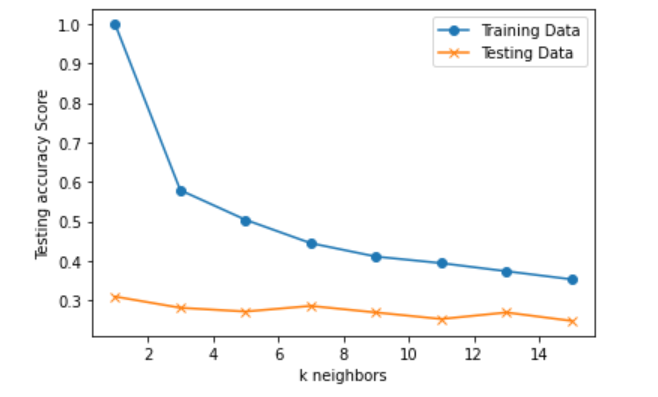 Training Data
Testing Data
1.0
0.9
0.8
0.7
0.6
0.5
0.4
0.3
Testing accuracy Score
2 4 6 8 10 12 14
k neighbors